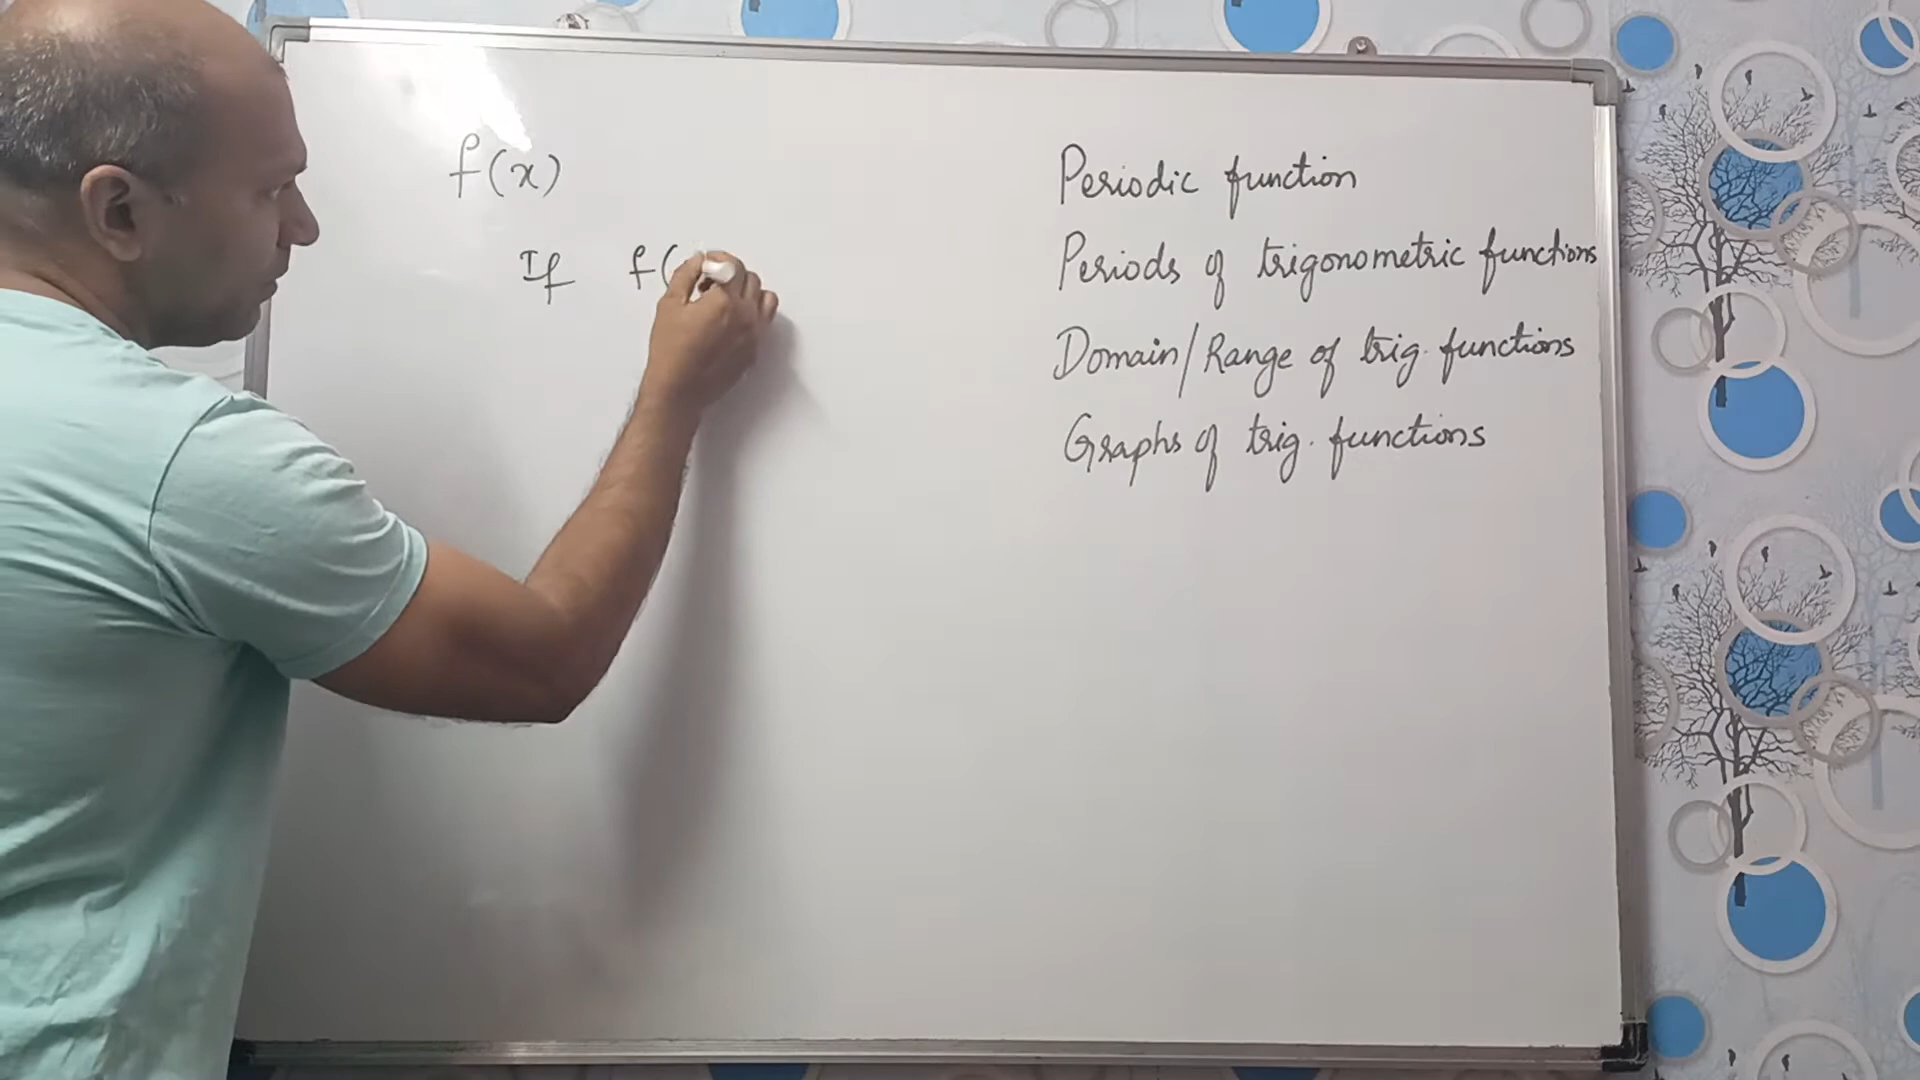 f(x)
If f(
Periodic function
Periods of trigonometric functions
Domain/Range of trig. functions
Graphs of trig. functions